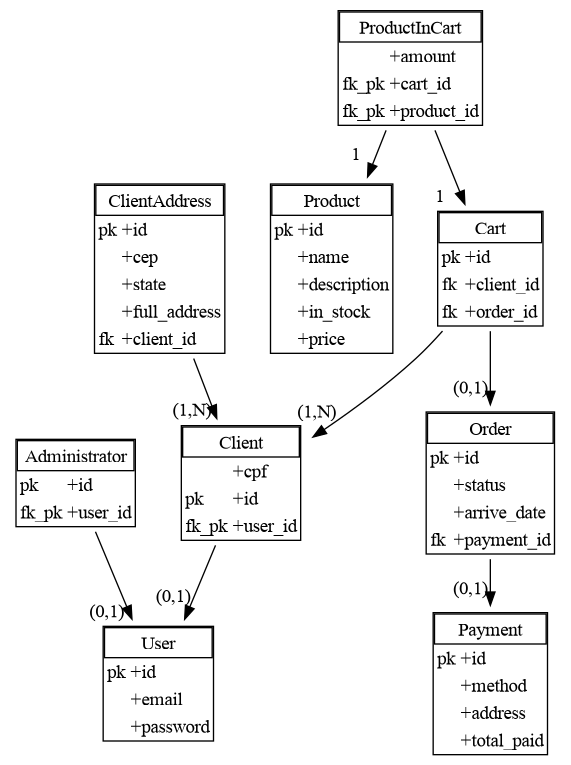 ProductInCart
+amount
fk_pk +cart_id
fk_pk +product_id
1
1
ClientAddress
pk +id
+cep
+state
+full_address
fk +client_id
Product
pk +id
+name
+description
+in_stock
+price
Cart
pk +id
fk +client_id
fk +order_id
(1,N)
(1,N)
(0,1)
Administrator
pk +id
fk_pk +user_id
Client
+cpf
pk +id
fk_pk +user_id
Order
pk +id
+status
+arrive_date
fk +payment_id
(0,1)
(0,1)
(0,1)
User
pk +id
+email
+password
Payment
pk +id
+method
+address
+total_paid